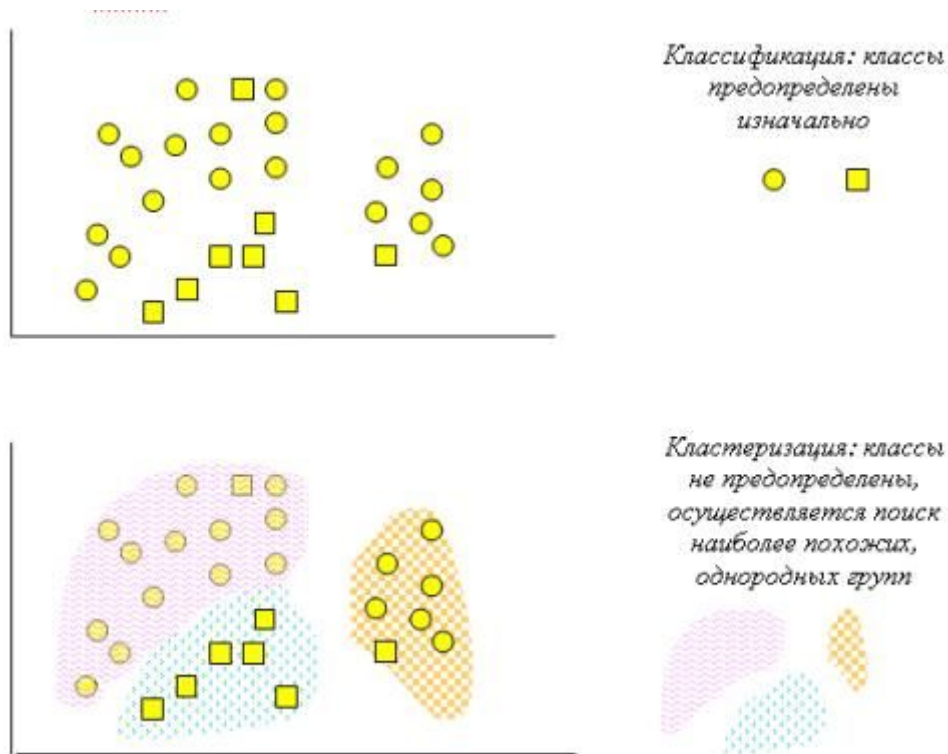 Классификация: классы
предопределены
изначально
Кластеризация: классы
не предопределены,
осуществляется поиск
наиболее похожих,
однородных групп